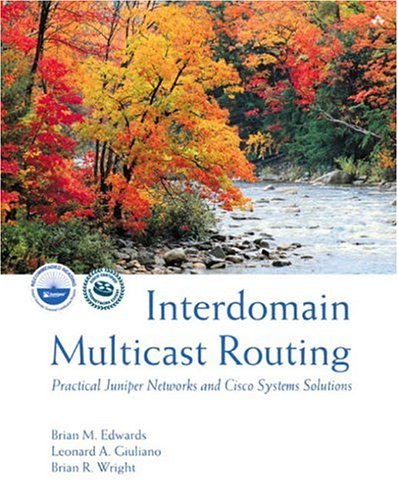 Interdomain
Multicast Routing
Practical Juniper Networks and Cisco Systems Solutions
Brian M. Edwards
Leonard A. Giuliano
Brian R. Wright